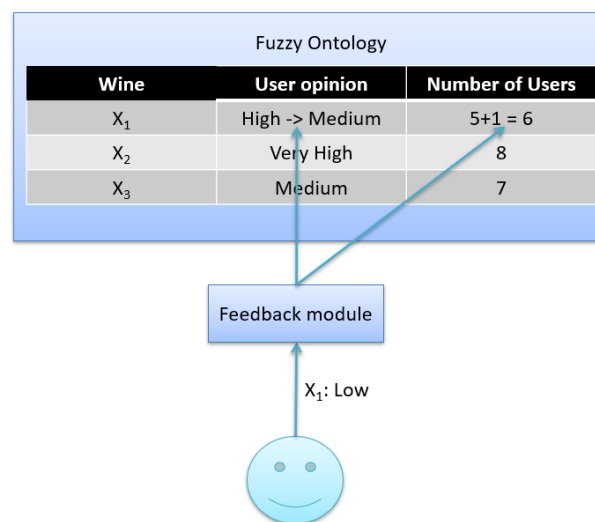 Fuzzy Ontology
Wine User opinion Number of Users
X₁ High -> Medium 5+1 = 6
X₂ Very High 8
X₃ Medium 7
Feedback module
X₁: Low